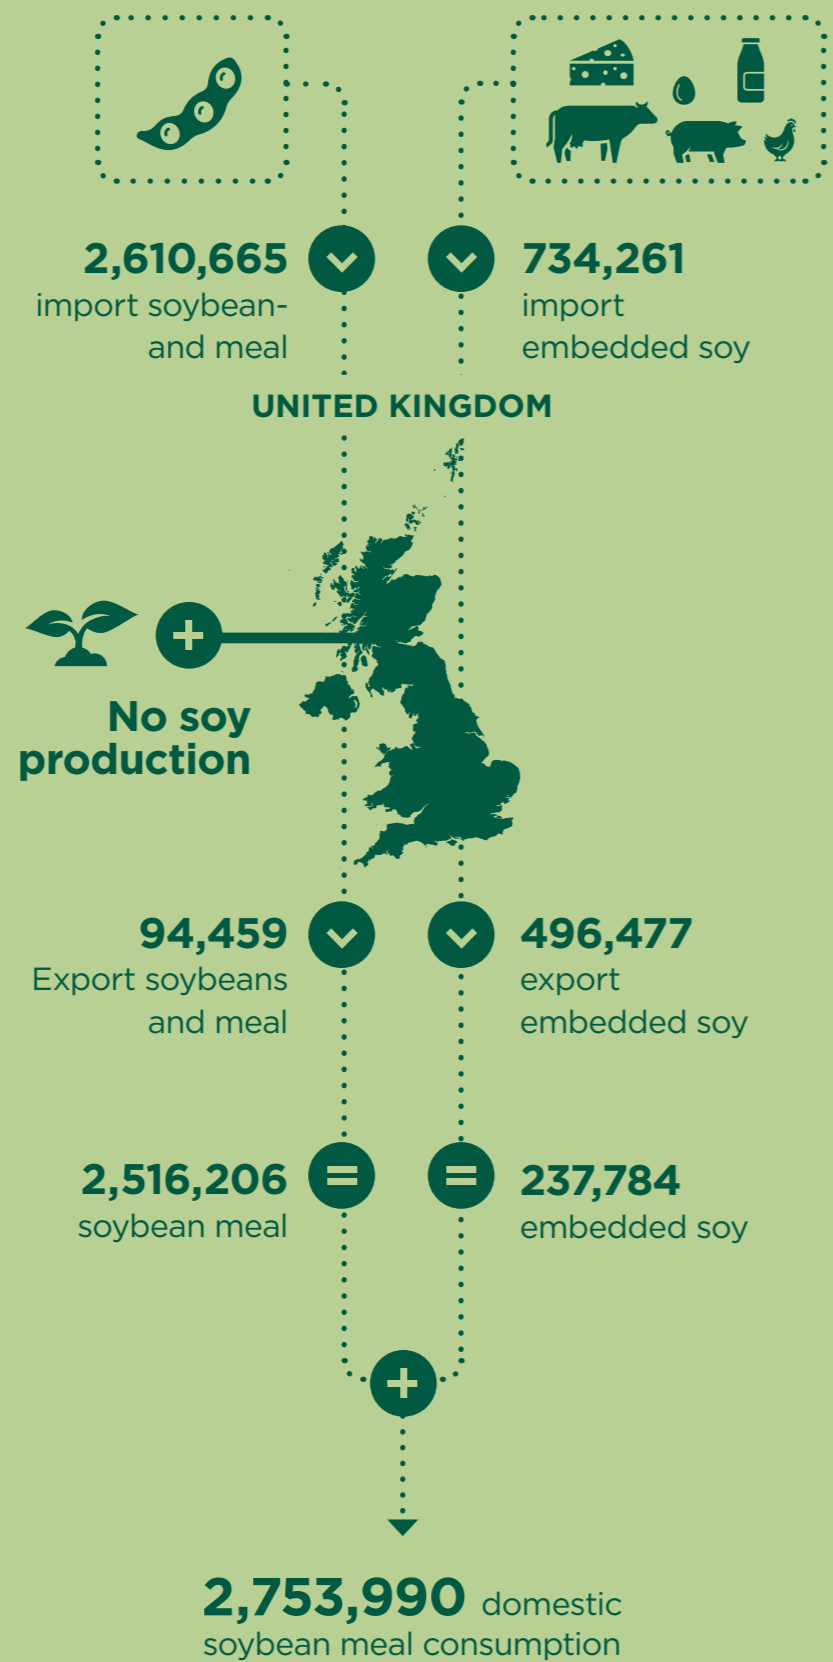 2,610,665
import soybean-
and meal
734,261
import
embedded soy
UNITED KINGDOM
No soy
production
94,459
Export soybeans
and meal
496,477
export
embedded soy
2,516,206
soybean meal
237,784
embedded soy
2,753,990 domestic
soybean meal consumption